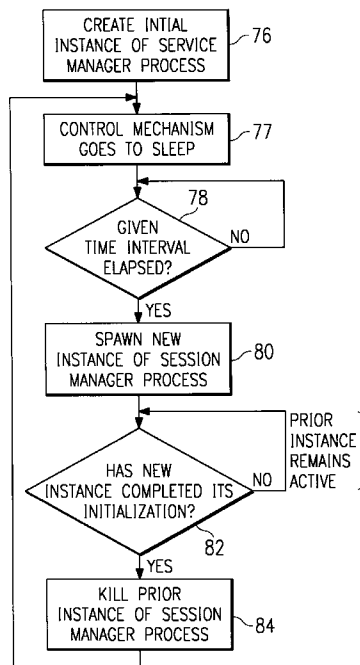 CREATE INTIAL
INSTANCE OF SERVICE
MANAGER PROCESS
76
CONTROL MECHANISM
GOES TO SLEEP
77
78
GIVEN
TIME INTERVAL
ELAPSED?
NO
YES
SPAWN NEW
INSTANCE OF SESSION
MANAGER PROCESS
80
PRIOR
INSTANCE
REMAINS
ACTIVE
HAS NEW
INSTANCE COMPLETED ITS
INITIALIZATION?
NO
82
YES
KILL PRIOR
INSTANCE OF SESSION
MANAGER PROCESS
84